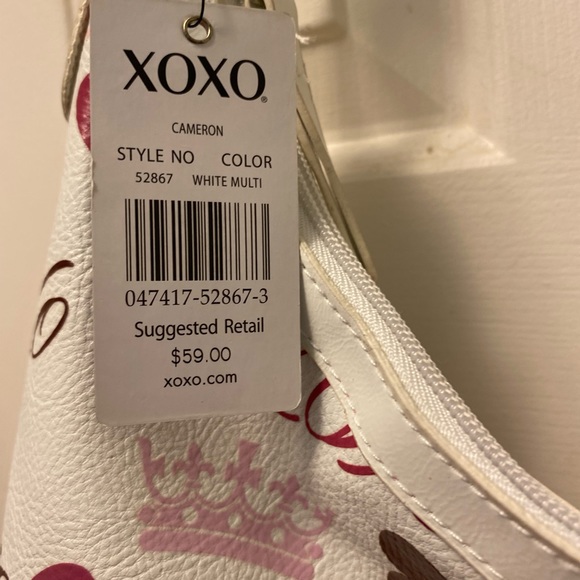 XOXO®
CAMERON
STYLE NO COLOR
52867 WHITE MULTI
047417-52867-3
Suggested Retail
$59.00
xoxo.com